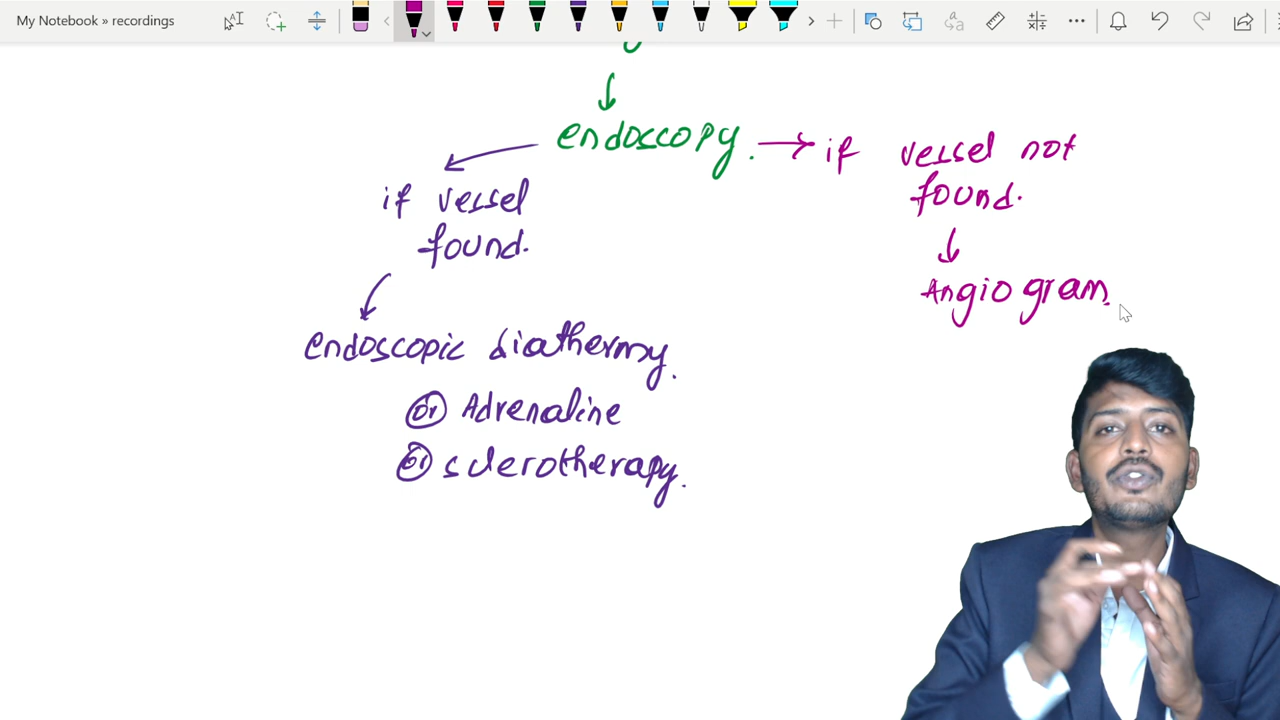 My Notebook » recordings
endoscopy.
if vessel not
found.
Angiogram.
if vessel
found.
endoscopic diathermy.
or Adrenaline
or sclerotherapy.